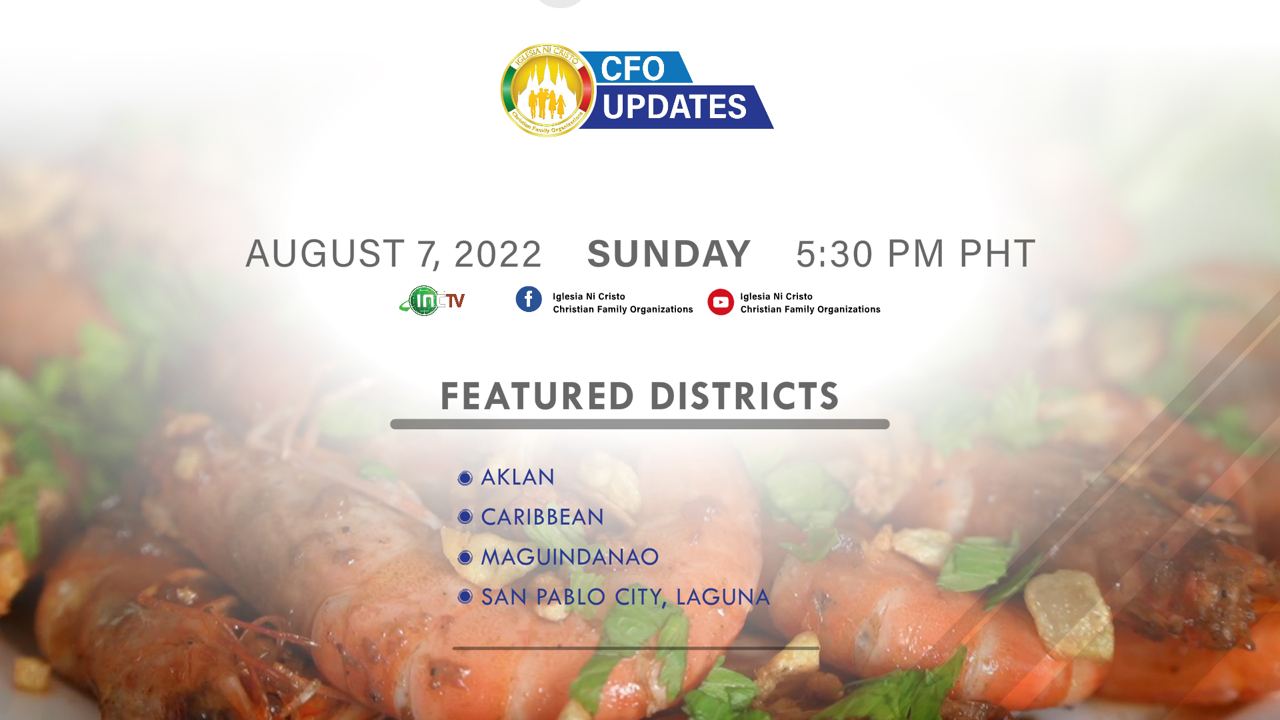 IGLESIA NI CRISTO
Christian Family Organizations
CFO
UPDATES
AUGUST 7, 2022 SUNDAY 5:30 PM PHT
INCTV
Iglesia Ni Cristo
Christian Family Organizations
Iglesia Ni Cristo
Christian Family Organizations
FEATURED DISTRICTS
AKLAN
CARIBBEAN
MAGUINDANAO
SAN PABLO CITY, LAGUNA